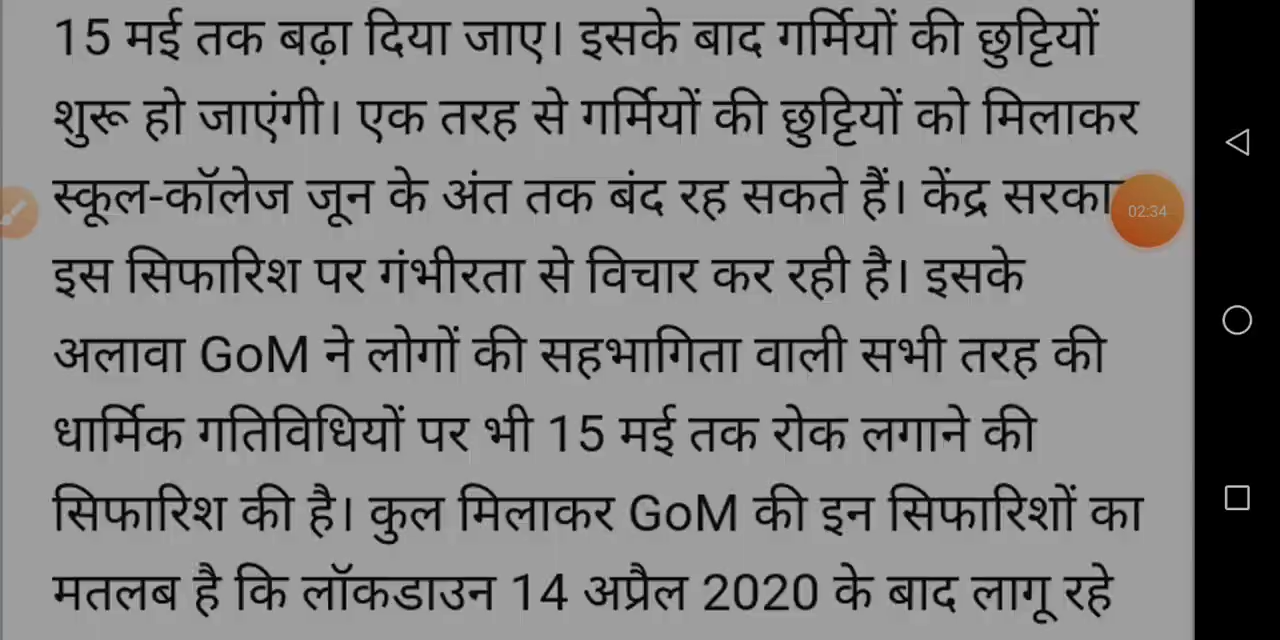 15 मई तक बढ़ा दिया जाए। इसके बाद गर्मियों की छुट्टियों
शुरू हो जाएंगी। एक तरह से गर्मियों की छुट्टियों को मिलाकर
स्कूल-कॉलेज जून के अंत तक बंद रह सकते हैं। केंद्र सरका
02:34
इस सिफारिश पर गंभीरता से विचार कर रही है। इसके
अलावा GoM ने लोगों की सहभागिता वाली सभी तरह की
धार्मिक गतिविधियों पर भी 15 मई तक रोक लगाने की
सिफारिश की है। कुल मिलाकर GoM की इन सिफारिशों का
मतलब है कि लॉकडाउन 14 अप्रैल 2020 के बाद लागू रहे